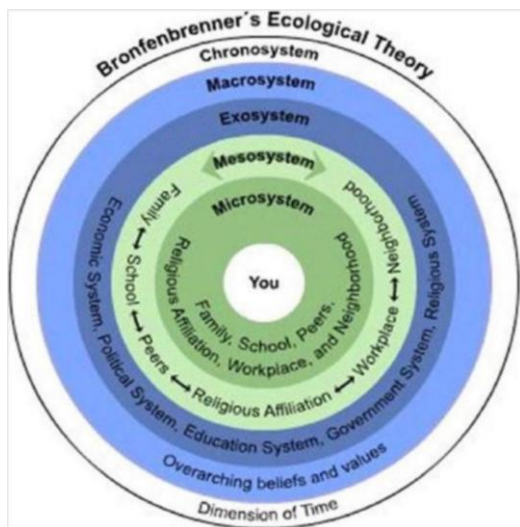 Bronfenbrenner´s Ecological Theory
Chronosystem
Macrosystem
Exosystem
Mesosystem
Microsystem
You
Family, School, Peers,
Religious Affiliation, Workplace, and Neighborhood
Family ↔ School ↔ Peers ↔ Religious Affiliation ↔ Workplace ↔ Neighborhood
Economic System, Political System, Education System, Government System, Religious System
Overarching beliefs and values
Dimension of Time